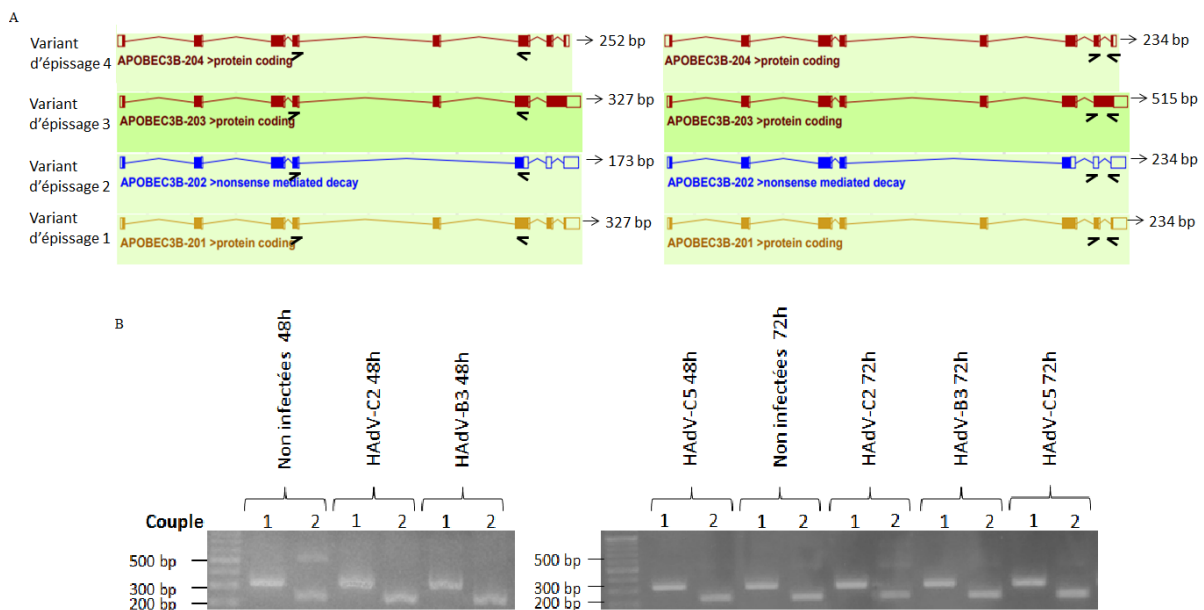 A
Variant
d'épissage 4
APOBEC3B-204 >protein coding
252 bp
APOBEC3B-204 >protein coding
234 bp
Variant
d'épissage 3
APOBEC3B-203 >protein coding
327 bp
APOBEC3B-203 >protein coding
515 bp
Variant
d'épissage 2
APOBEC3B-202 >nonsense mediated decay
173 bp
APOBEC3B-202 >nonsense mediated decay
234 bp
Variant
d'épissage 1
APOBEC3B-201 >protein coding
327 bp
APOBEC3B-201 >protein coding
234 bp
B
Non infectées 48h
HAdV-C2 48h
HAdV-B3 48h
HAdV-C5 48h
Non infectées 72h
HAdV-C2 72h
HAdV-B3 72h
HAdV-C5 72h
Couple 1 2 1 2 1 2
1 2 1 2 1 2 1 2 1 2
500 bp
300 bp
200 bp
500 bp
300 bp
200 bp